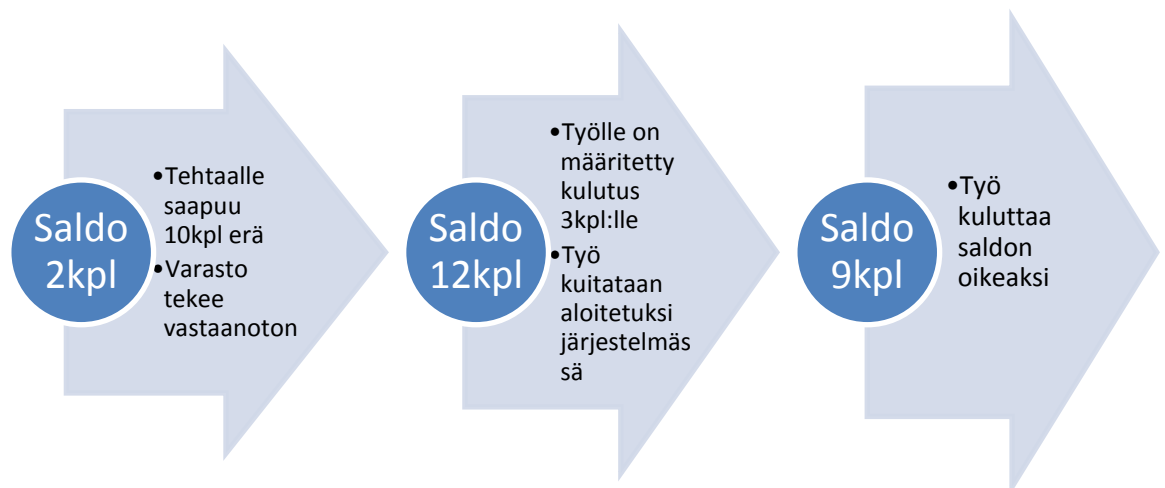 Saldo
2kpl
•Tehtaalle
saapuu
10kpl erä
•Varasto
tekee
vastaanoton
Saldo
12kpl
•Työlle on
määritetty
kulutus
3kpl:lle
•Työ
kuitataan
aloitetuksi
järjestelmäs
sä
Saldo
9kpl
•Työ
kuluttaa
saldon
oikeaksi